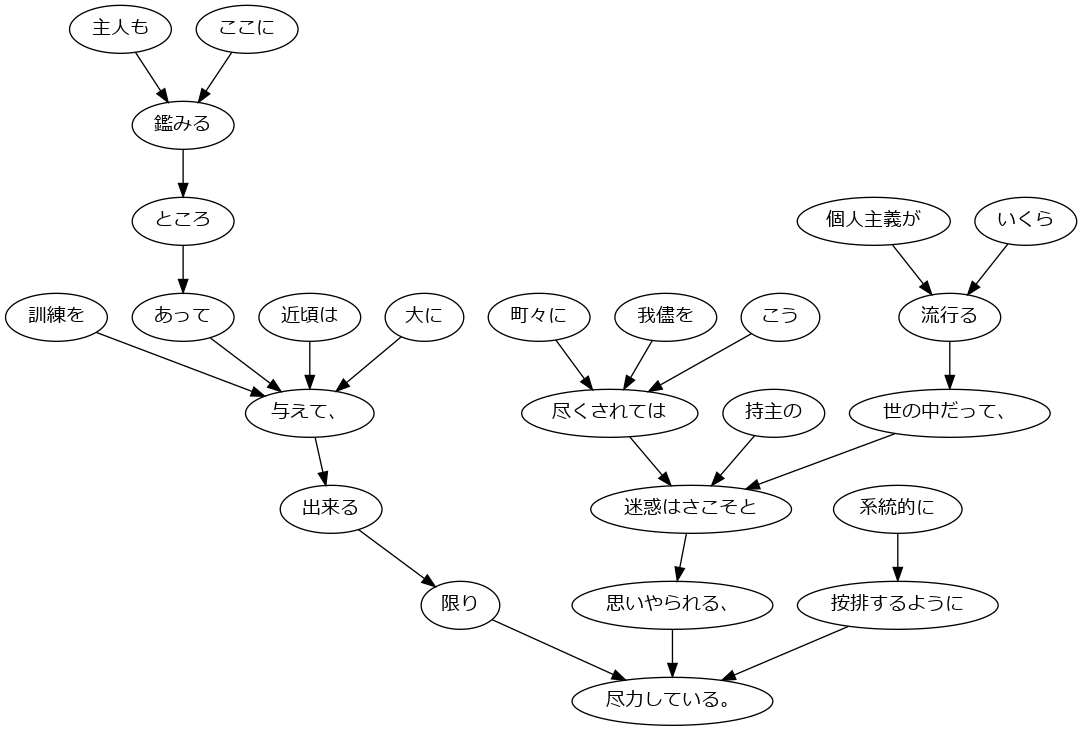 主人も
ここに
鑑みる
ところ
個人主義が
いくら
訓練を
あって
近頃は
大に
町々に
我儘を
こう
流行る
与えて、
尽くされては
持主の
世の中だって、
出来る
迷惑はさこそと
系統的に
限り
思いやられる、
按排するように
尽力している。